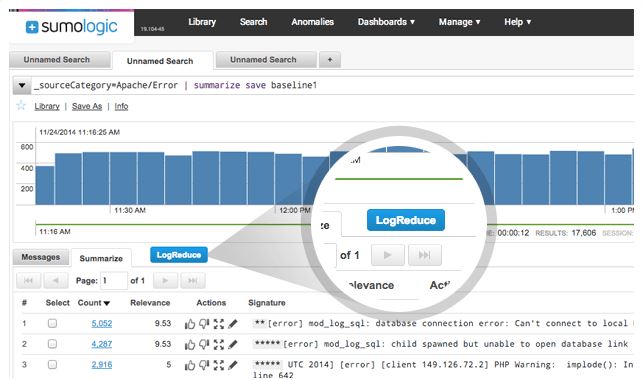 sumologic
19.104-45
Library Search Anomalies Dashboards Manage Help
Unnamed Search Unnamed Search Unnamed Search +
_sourceCategory=Apache/Error | summarize save baseline1
Library | Save As | Info
11/24/2014 11:16:25 AM
600
400
200
11:30 AM 12:00 PM 1:00
11:16 AM
LogReduce
of 1
elevance
00:00:12 RESULTS: 17,606 SESSION:
Messages Summarize LogReduce
Page: 1 of 1
# Select Count Relevance Actions Signature
1 5,052 9.53 **[error] mod_log_sql: database connection error: Can't connect to local
2 4,287 9.53 *****[error] mod_log_sql: child spawned but unable to open database link
3 2,916 5 ***** UTC 2014] [error] [client 149.126.72.2] PHP Warning: implode(): In
line 642